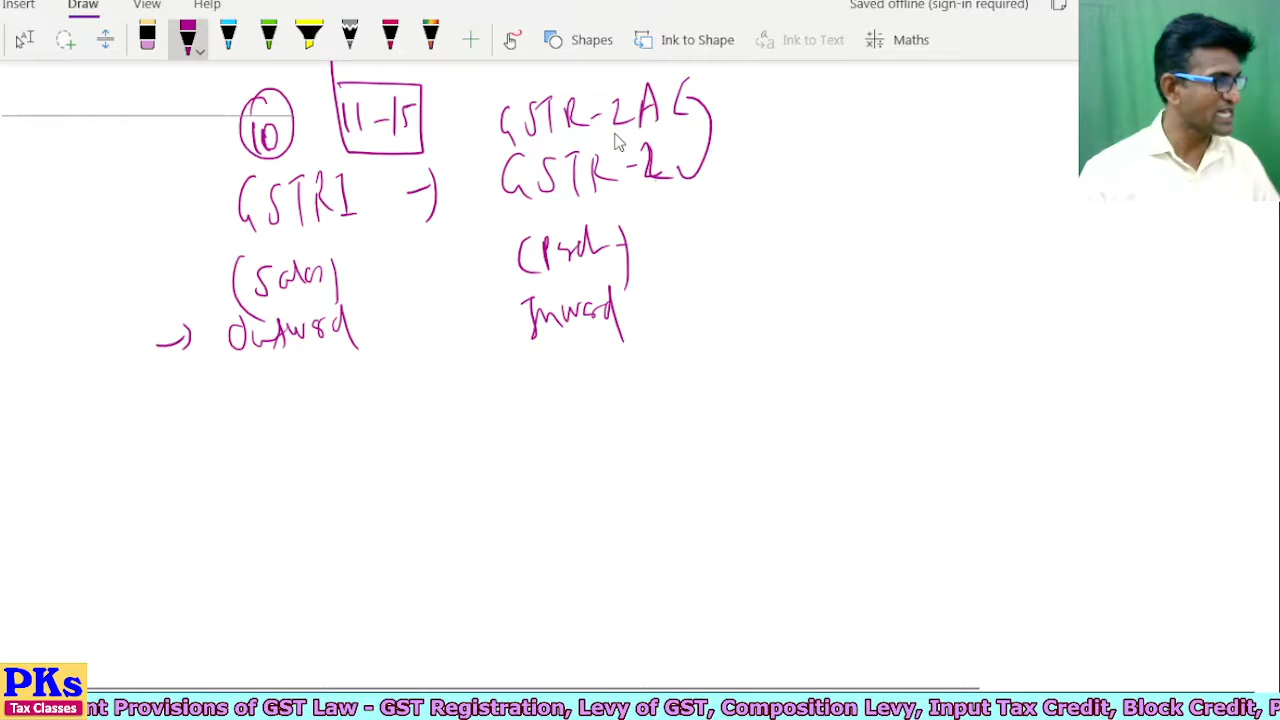 Insert Draw View Help Saved offline (sign-in required)
Shapes Ink to Shape Ink to Text Maths
10 11-15 GSTR-2A
GSTR-2
GSTR1
(Sales)
Outward Inward
PKs
Tax Classes
nt Provisions of GST Law - GST Registration, Levy of GST, Composition Levy, Input Tax Credit, Block Credit, P